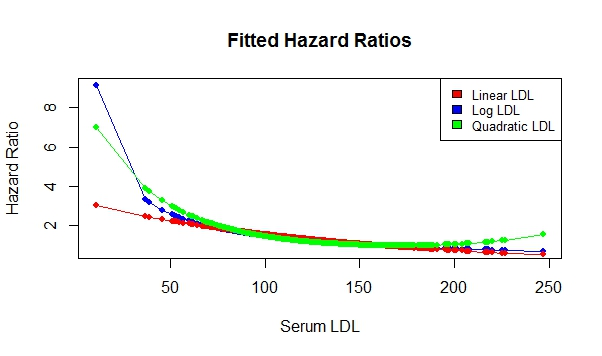 Fitted Hazard Ratios
Linear LDL
Log LDL
Quadratic LDL
Hazard Ratio
8
6
4
2
50
100
150
200
250
Serum LDL